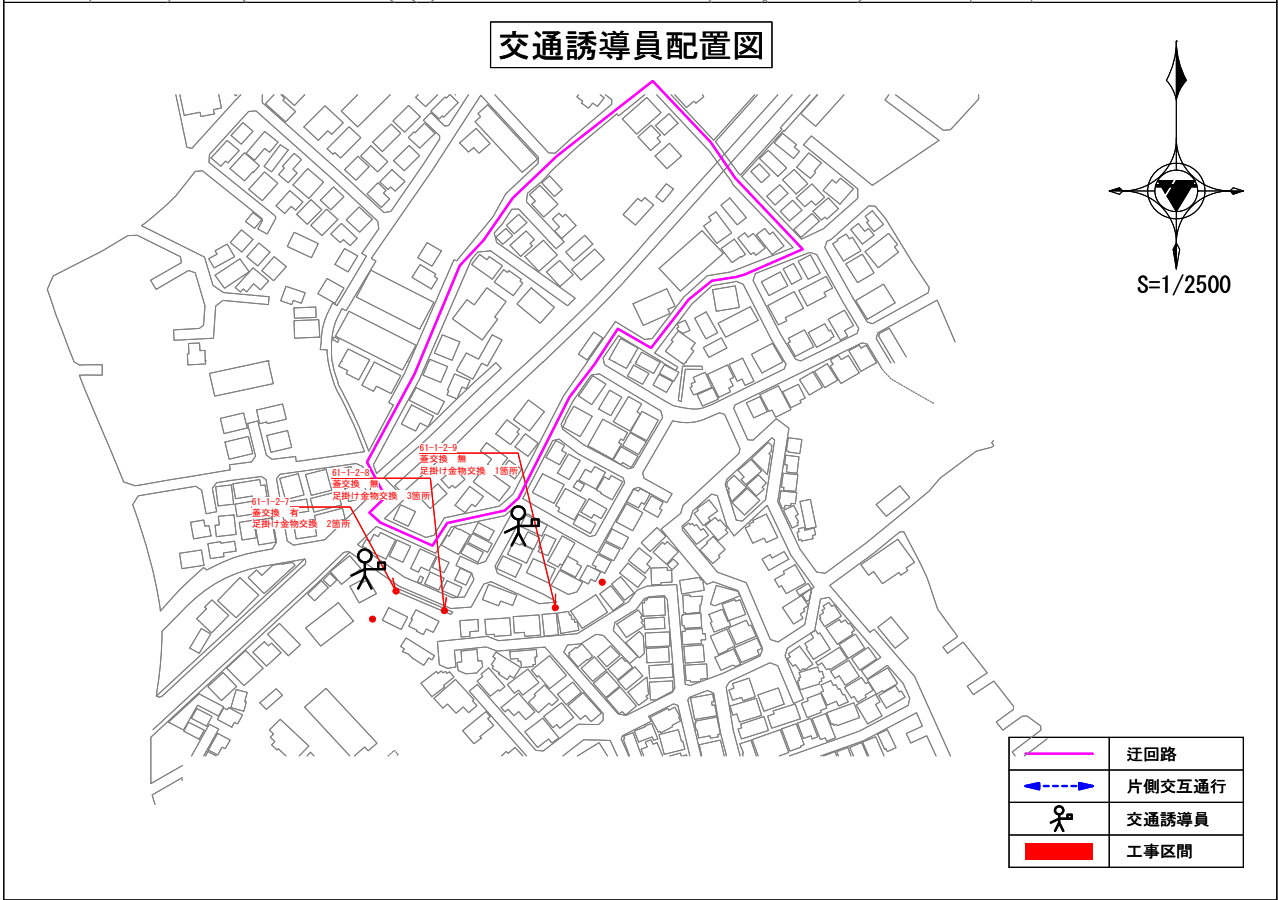 交通誘導員配置図
S=1/2500
61-1-2-9
蓋交換　無
足掛け金物交換　1箇所
61-1-2-8
蓋交換　無
足掛け金物交換　3箇所
61-1-2-7
蓋交換　有
足掛け金物交換　2箇所
迂回路
片側交互通行
交通誘導員
工事区間